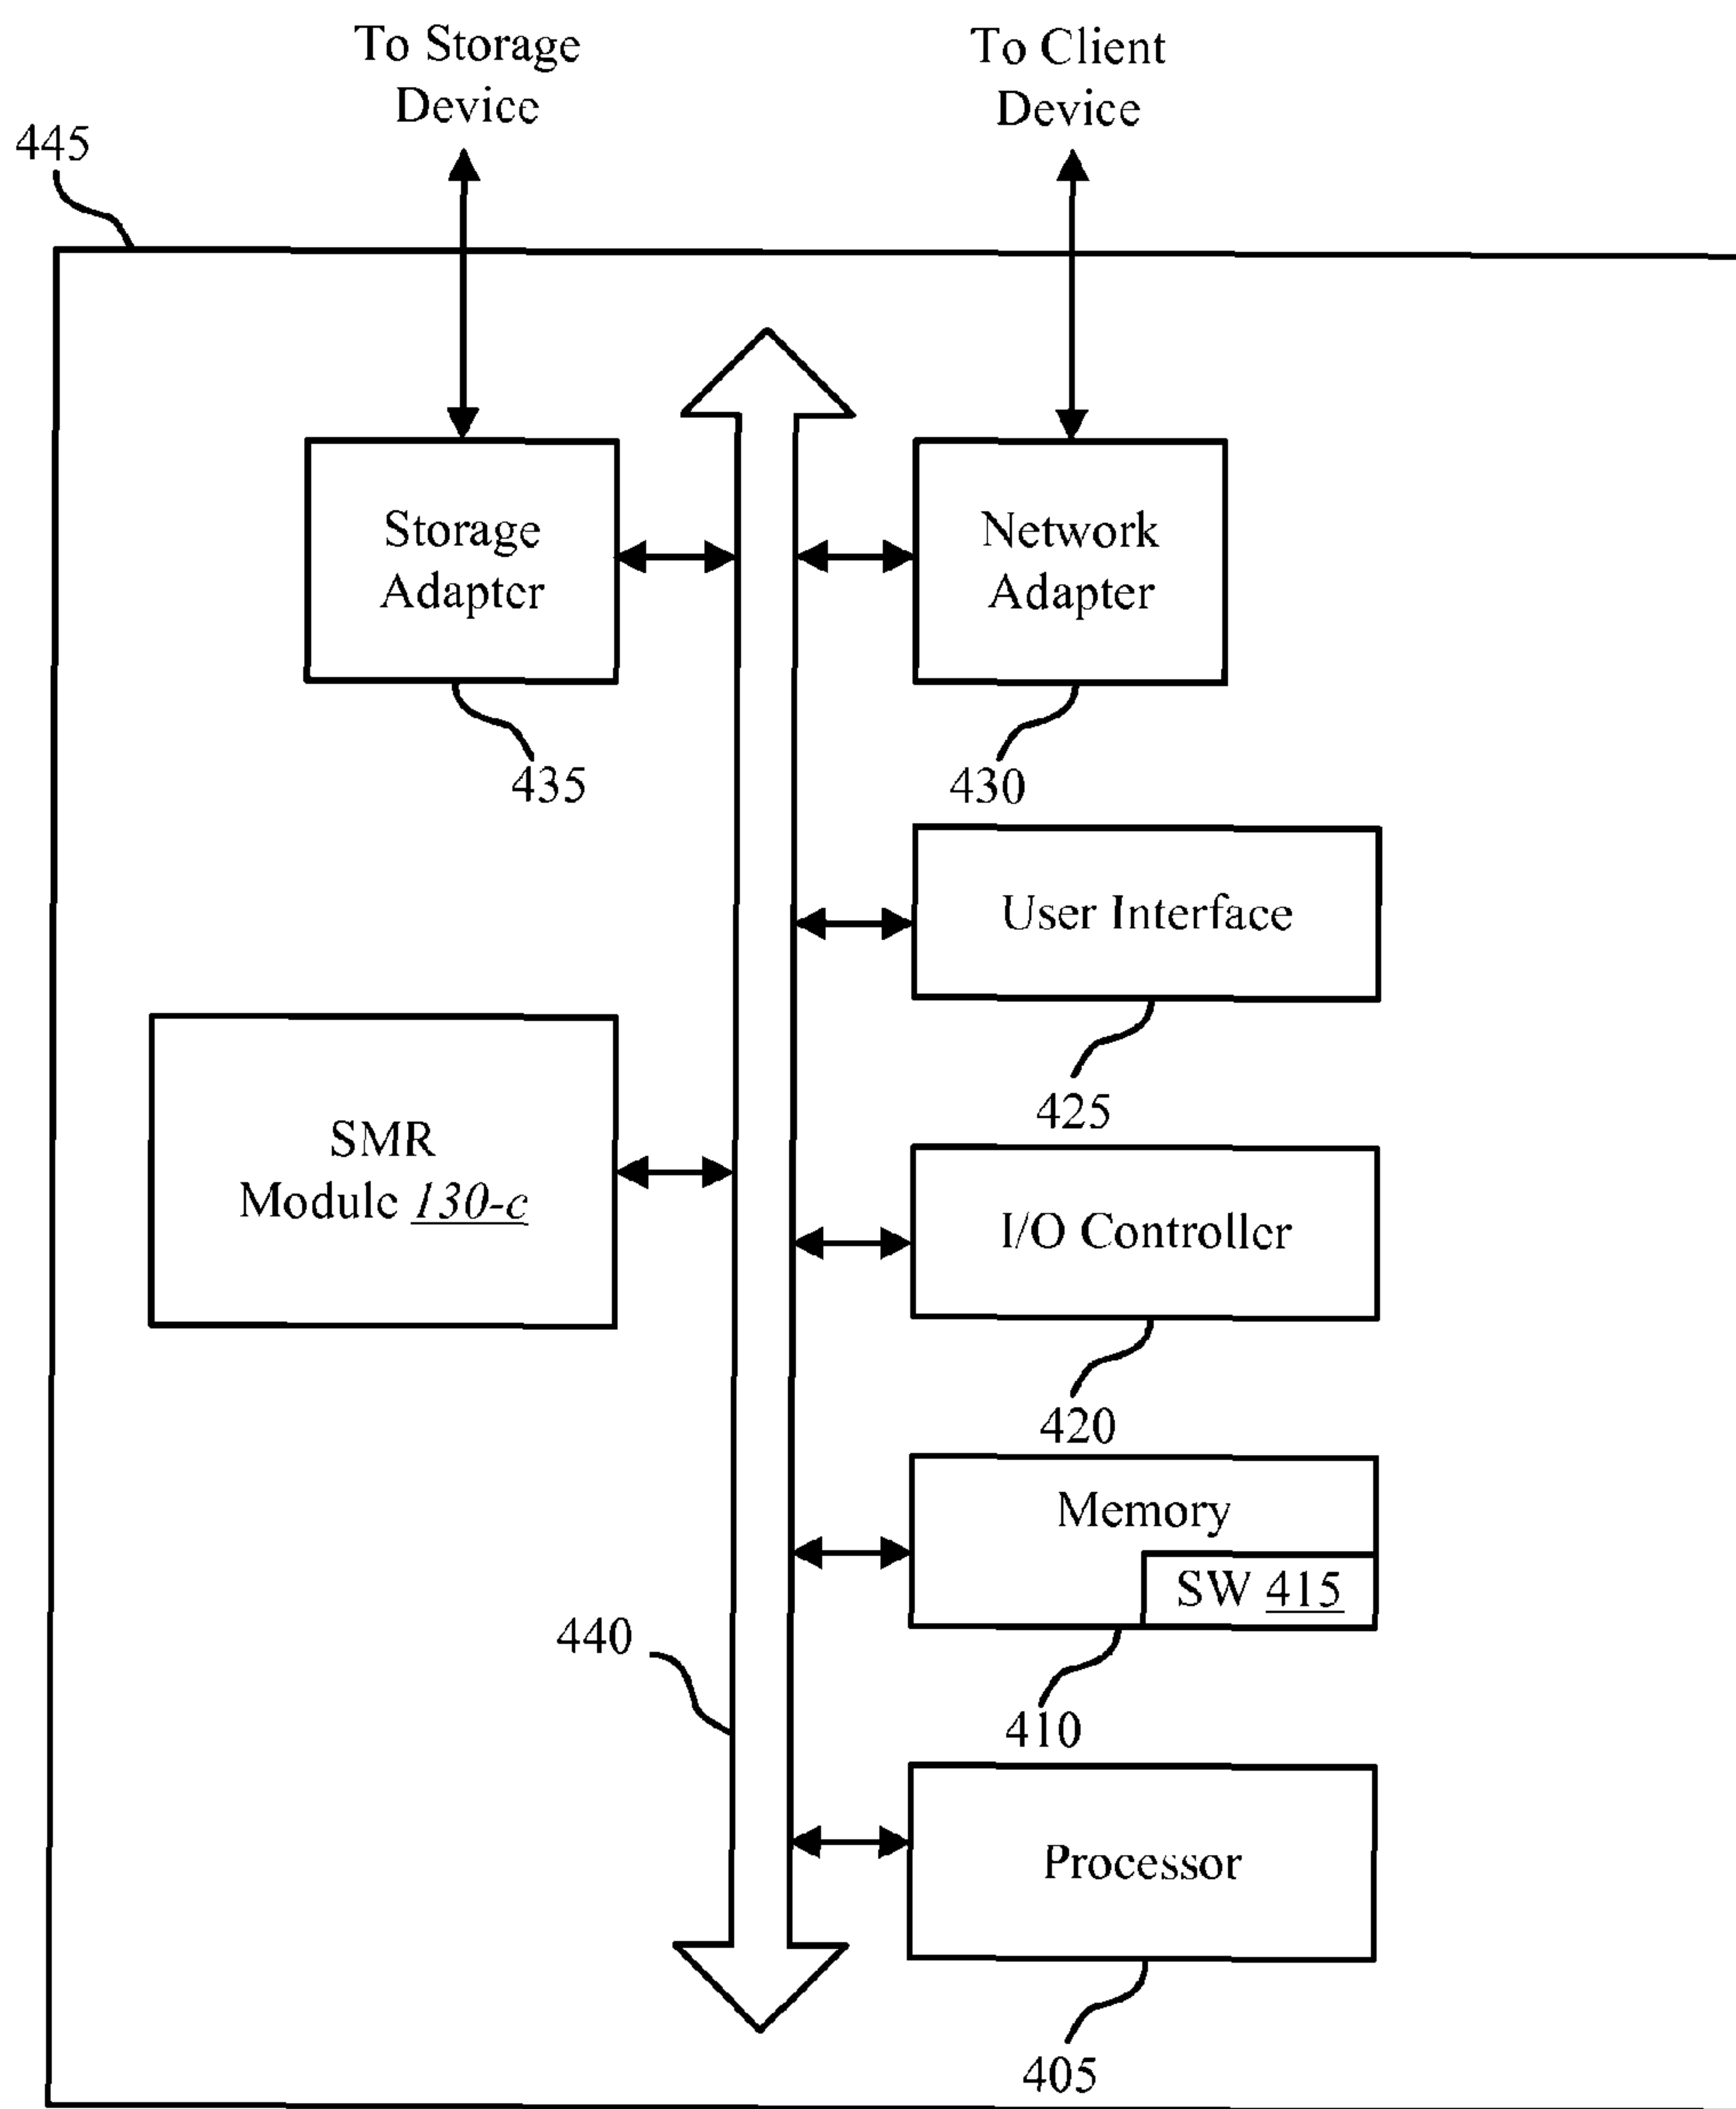 To Storage
Device
To Client
Device
445
Storage
Adapter
Network
Adapter
435
430
User Interface
425
SMR
Module 130-c
I/O Controller
420
Memory
SW 415
440
410
Processor
405